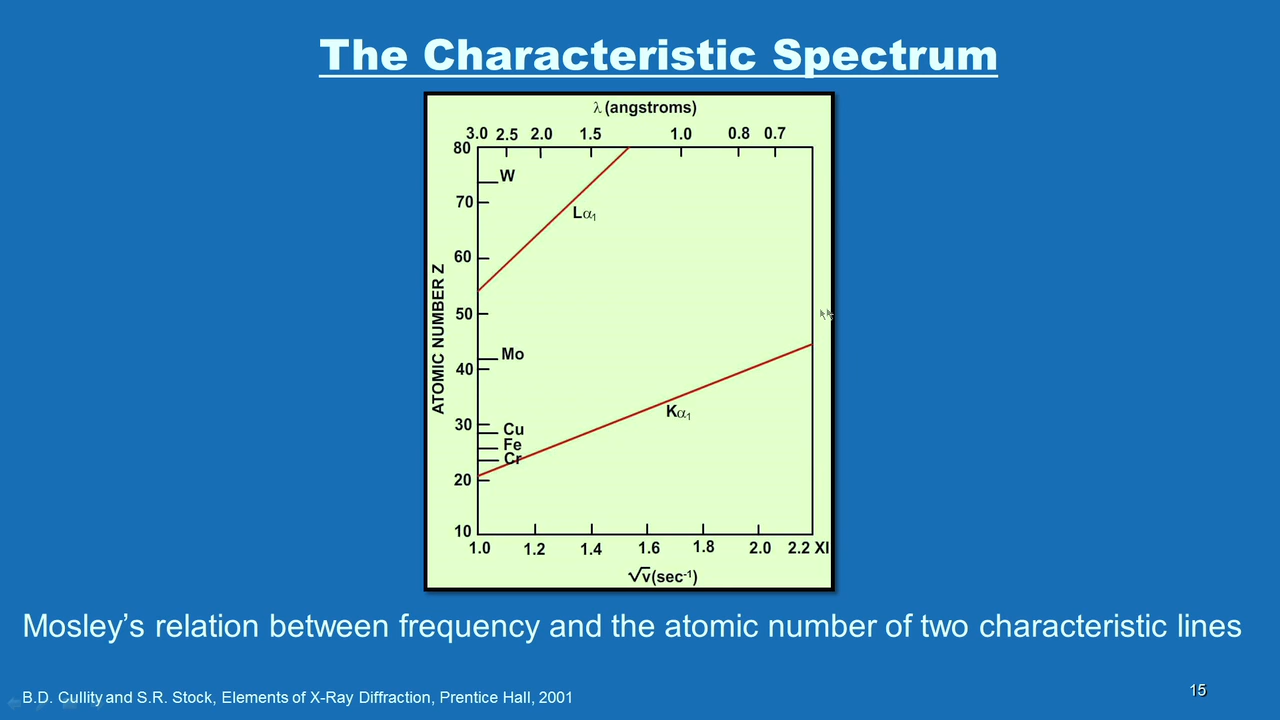 The Characteristic Spectrum
λ (angstroms)
3.0 2.5 2.0 1.5 1.0 0.8 0.7
80
W
70
Lα1
60
ATOMIC NUMBER Z
50
Mo
40
Kα1
30
Cu
Fe
Cr
20
10
1.0 1.2 1.4 1.6 1.8 2.0 2.2 XI
√v(sec-1)
Mosley’s relation between frequency and the atomic number of two characteristic lines
B.D. Cullity and S.R. Stock, Elements of X-Ray Diffraction, Prentice Hall, 2001
15